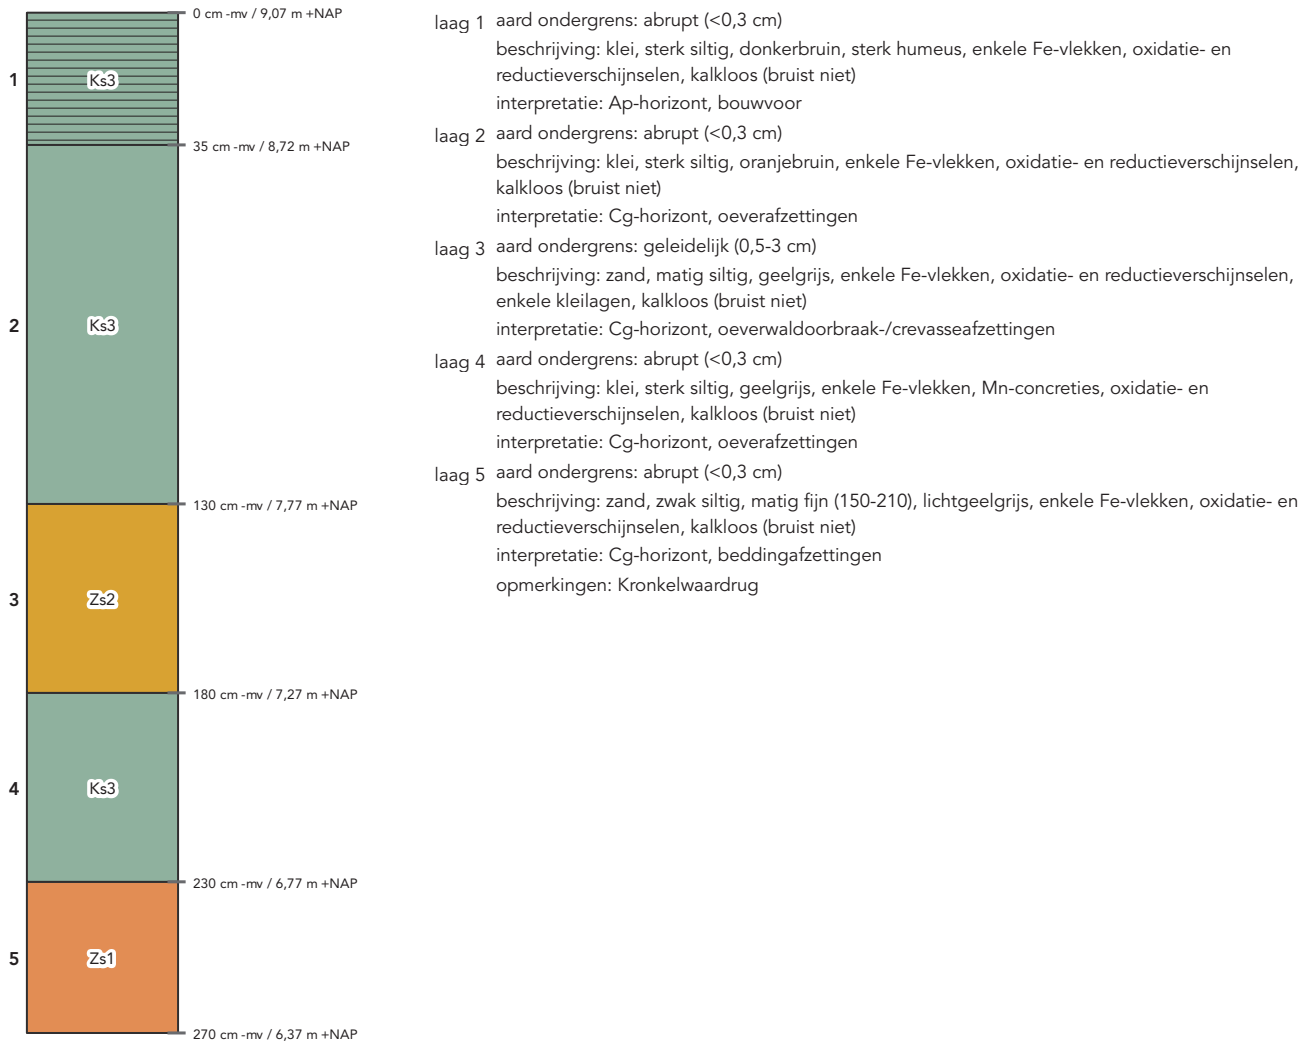 0 cm -mv / 9,07 m +NAP
1
Ks3
35 cm -mv / 8,72 m +NAP
2
Ks3
130 cm -mv / 7,77 m +NAP
3
Zs2
180 cm -mv / 7,27 m +NAP
4
Ks3
230 cm -mv / 6,77 m +NAP
5
Zs1
270 cm -mv / 6,37 m +NAP
laag 1 aard ondergrens: abrupt (<0,3 cm)
beschrijving: klei, sterk siltig, donkerbruin, sterk humeus, enkele Fe-vlekken, oxidatie- en
reductieverschijnselen, kalkloos (bruist niet)
interpretatie: Ap-horizont, bouwvoor
laag 2 aard ondergrens: abrupt (<0,3 cm)
beschrijving: klei, sterk siltig, oranjebruin, enkele Fe-vlekken, oxidatie- en reductieverschijnselen,
kalkloos (bruist niet)
interpretatie: Cg-horizont, oeverafzettingen
laag 3 aard ondergrens: geleidelijk (0,5-3 cm)
beschrijving: zand, matig siltig, geelgrijs, enkele Fe-vlekken, oxidatie- en reductieverschijnselen,
enkele kleilagen, kalkloos (bruist niet)
interpretatie: Cg-horizont, oeverwaldoorbraak-/crevasseafzettingen
laag 4 aard ondergrens: abrupt (<0,3 cm)
beschrijving: klei, sterk siltig, geelgrijs, enkele Fe-vlekken, Mn-concreties, oxidatie- en
reductieverschijnselen, kalkloos (bruist niet)
interpretatie: Cg-horizont, oeverafzettingen
laag 5 aard ondergrens: abrupt (<0,3 cm)
beschrijving: zand, zwak siltig, matig fijn (150-210), lichtgeelgrijs, enkele Fe-vlekken, oxidatie- en
reductieverschijnselen, kalkloos (bruist niet)
interpretatie: Cg-horizont, beddingafzettingen
opmerkingen: Kronkelwaardrug